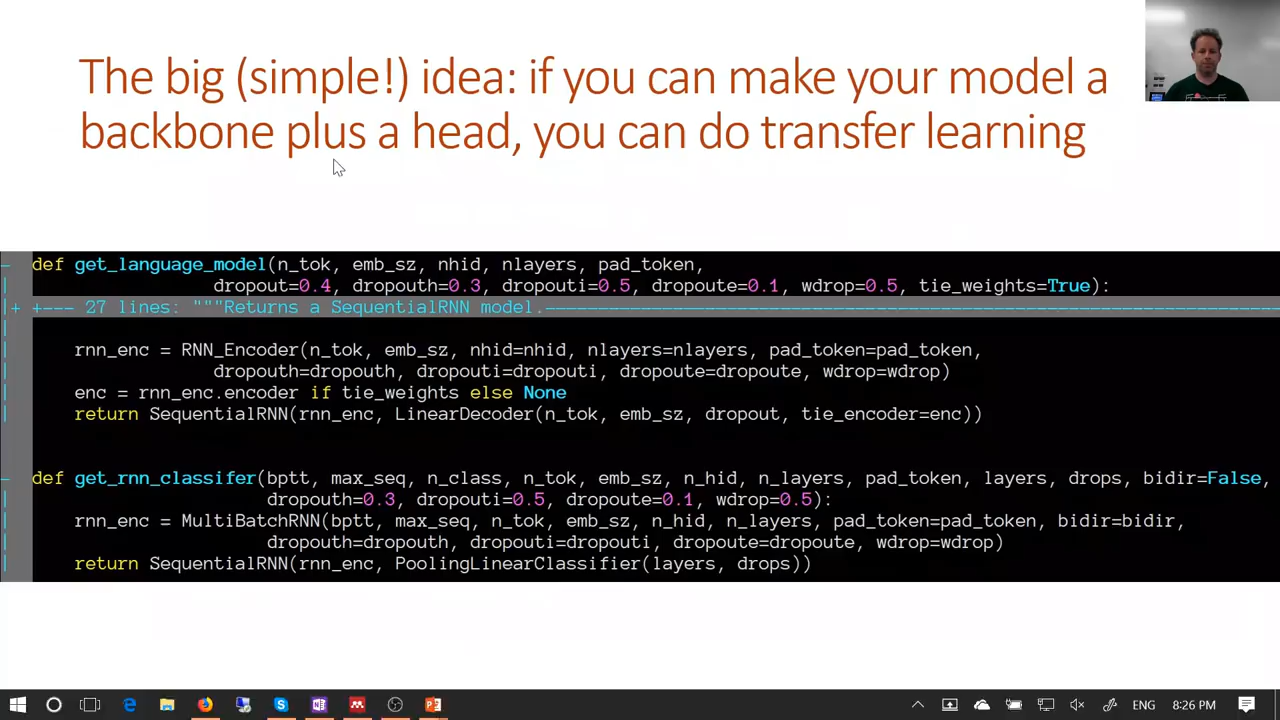 The big (simple!) idea: if you can make your model a
backbone plus a head, you can do transfer learning
def get_language_model(n_tok, emb_sz, nhid, nlayers, pad_token,
dropout=0.4, dropouth=0.3, dropouti=0.5, dropoute=0.1, wdrop=0.5, tie_weights=True):
+ +--- 27 lines: """Returns a SequentialRNN model.
rnn_enc = RNN_Encoder(n_tok, emb_sz, nhid=nhid, nlayers=nlayers, pad_token=pad_token,
dropouth=dropouth, dropouti=dropouti, dropoute=dropoute, wdrop=wdrop)
enc = rnn_enc.encoder if tie_weights else None
return SequentialRNN(rnn_enc, LinearDecoder(n_tok, emb_sz, dropout, tie_encoder=enc))
def get_rnn_classifer(bptt, max_seq, n_class, n_tok, emb_sz, n_hid, n_layers, pad_token, layers, drops, bidir=False,
dropouth=0.3, dropouti=0.5, dropoute=0.1, wdrop=0.5):
rnn_enc = MultiBatchRNN(bptt, max_seq, n_tok, emb_sz, n_hid, n_layers, pad_token=pad_token, bidir=bidir,
dropouth=dropouth, dropouti=dropouti, dropoute=dropoute, wdrop=wdrop)
return SequentialRNN(rnn_enc, PoolingLinearClassifier(layers, drops))
ENG 8:26 PM